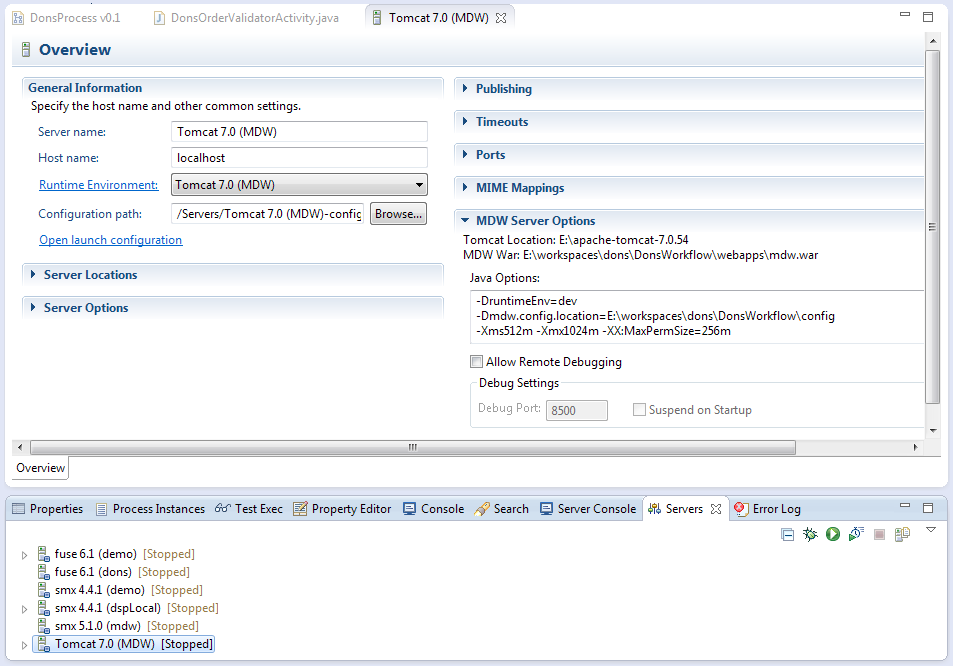 DonsProcess v0.1
DonsOrderValidatorActivity.java
Tomcat 7.0 (MDW)
Overview
General Information
Specify the host name and other common settings.
Server name: Tomcat 7.0 (MDW)
Host name: localhost
Runtime Environment: Tomcat 7.0 (MDW)
Configuration path: /Servers/Tomcat 7.0 (MDW)-config Browse...
Open launch configuration
Server Locations
Server Options
Publishing
Timeouts
Ports
MIME Mappings
MDW Server Options
Tomcat Location: E:\apache-tomcat-7.0.54
MDW War: E:\workspaces\dons\DonsWorkflow\webapps\mdw.war
Java Options:
-DruntimeEnv=dev
-Dmdw.config.location=E:\workspaces\dons\DonsWorkflow\config
-Xms512m -Xmx1024m -XX:MaxPermSize=256m
Allow Remote Debugging
Debug Settings
Debug Port: 8500 Suspend on Startup
Overview
Properties Process Instances Test Exec Property Editor Console Search Server Console Servers Error Log
fuse 6.1 (demo) [Stopped]
fuse 6.1 (dons) [Stopped]
smx 4.4.1 (demo) [Stopped]
smx 4.4.1 (dspLocal) [Stopped]
smx 5.1.0 (mdw) [Stopped]
Tomcat 7.0 (MDW) [Stopped]